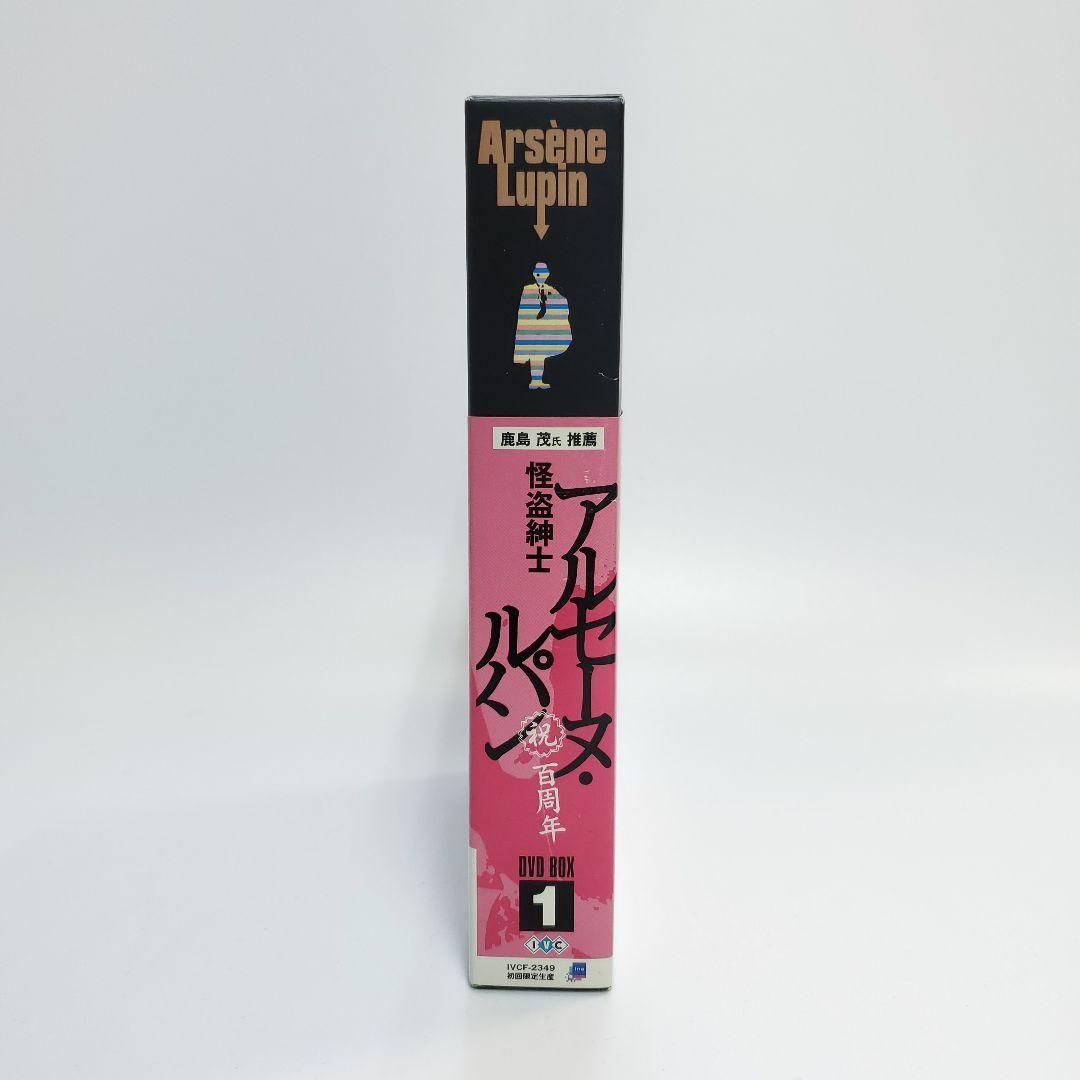 Arsène
Lupin
鹿島 茂氏 推薦
怪盗紳士
アルセーヌ・
ルパン
祝
百周年
DVD BOX
1
IVC
IVCF-2349
初回限定生産
ina